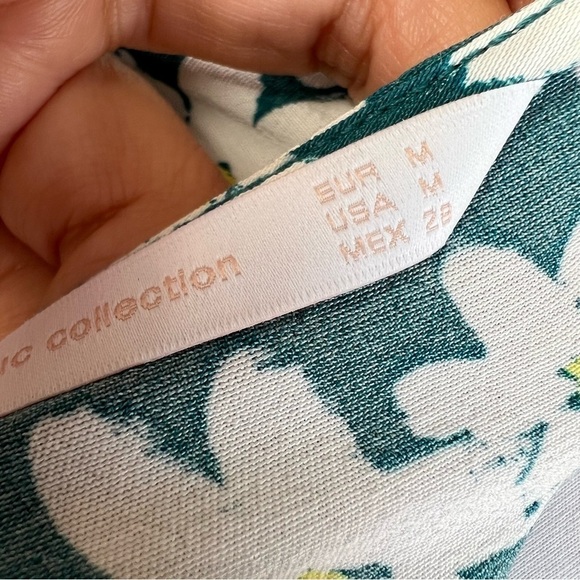 collection
EUR M
USA M
MEX 28